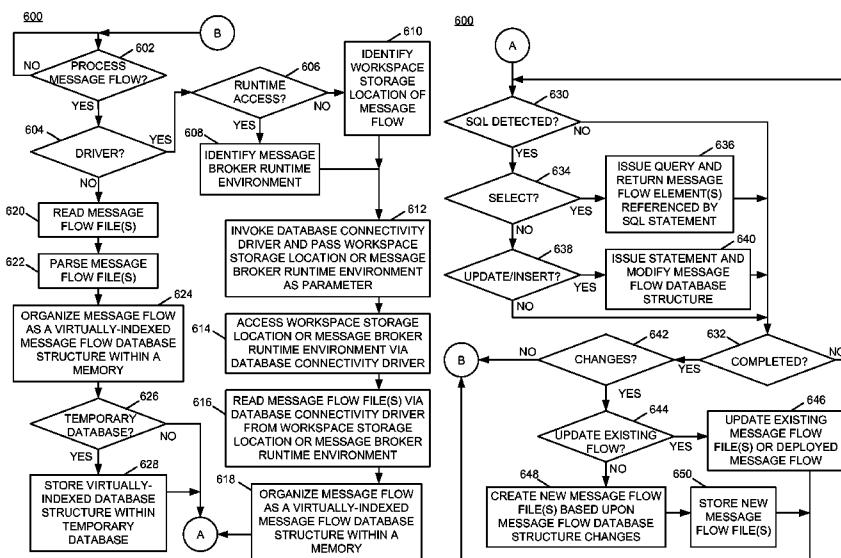 600
B
602
PROCESS
MESSAGE FLOW?
NO
YES
604
DRIVER?
YES
NO
620
READ MESSAGE
FLOW FILE(S)
622
PARSE MESSAGE
FLOW FILE(S)
624
ORGANIZE MESSAGE FLOW
AS A VIRTUALLY-INDEXED
MESSAGE FLOW DATABASE
STRUCTURE WITHIN A
MEMORY
626
TEMPORARY
DATABASE?
NO
YES
628
STORE VIRTUALLY-
INDEXED DATABASE
STRUCTURE WITHIN
TEMPORARY
DATABASE
A
606
RUNTIME
ACCESS?
NO
YES
608
IDENTIFY MESSAGE
BROKER RUNTIME
ENVIRONMENT
610
IDENTIFY
WORKSPACE
STORAGE
LOCATION OF
MESSAGE
FLOW
612
INVOKE DATABASE CONNECTIVITY
DRIVER AND PASS WORKSPACE
STORAGE LOCATION OR MESSAGE
BROKER RUNTIME ENVIRONMENT
AS PARAMETER
614
ACCESS WORKSPACE STORAGE
LOCATION OR MESSAGE BROKER
RUNTIME ENVIRONMENT VIA
DATABASE CONNECTIVITY DRIVER
616
READ MESSAGE FLOW FILE(S) VIA
DATABASE CONNECTIVITY DRIVER
FROM WORKSPACE STORAGE
LOCATION OR MESSAGE BROKER
RUNTIME ENVIRONMENT
618
ORGANIZE MESSAGE FLOW
AS A VIRTUALLY-INDEXED
MESSAGE FLOW DATABASE
STRUCTURE WITHIN A
MEMORY
600
A
630
SQL DETECTED?
NO
YES
634
SELECT?
YES
NO
636
ISSUE QUERY AND
RETURN MESSAGE
FLOW ELEMENT(S)
REFERENCED BY
SQL STATEMENT
638
UPDATE/INSERT?
YES
NO
640
ISSUE STATEMENT AND
MODIFY MESSAGE
FLOW DATABASE
STRUCTURE
632
COMPLETED?
NO
YES
642
CHANGES?
NO
YES
B
644
UPDATE EXISTING
FLOW?
YES
NO
646
UPDATE EXISTING
MESSAGE FLOW
FILE(S) OR DEPLOYED
MESSAGE FLOW
648
CREATE NEW MESSAGE FLOW
FILE(S) BASED UPON
MESSAGE FLOW DATABASE
STRUCTURE CHANGES
650
STORE NEW
MESSAGE
FLOW FILE(S)